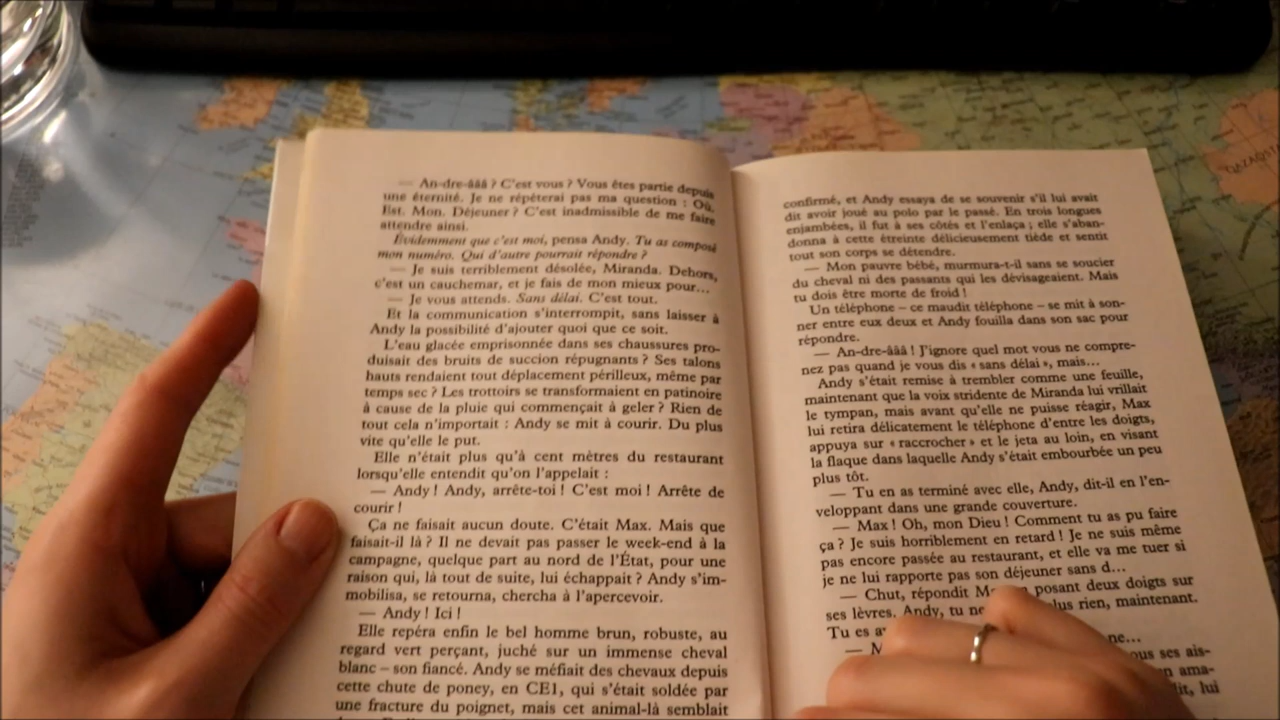 — An-dre-âââ ? C'est vous ? Vous êtes partie depuis
une éternité. Je ne répèterai pas ma question : Où.
Est. Mon. Déjeuner ? C'est inadmissible de me faire
attendre ainsi.
Évidemment que c'est moi, pensa Andy. Tu as composé
mon numéro. Qui d'autre pourrait répondre ?
— Je suis terriblement désolée, Miranda. Dehors,
c'est un cauchemar, et je fais de mon mieux pour...
— Je vous attends. Sans délai. C'est tout.
Et la communication s'interrompit, sans laisser à
Andy la possibilité d'ajouter quoi que ce soit.
L'eau glacée emprisonnée dans ses chaussures pro-
duisait des bruits de succion répugnants ? Ses talons
hauts rendaient tout déplacement périlleux, même par
temps sec ? Les trottoirs se transformaient en patinoire
à cause de la pluie qui commençait à geler ? Rien de
tout cela n'importait : Andy se mit à courir. Du plus
vite qu'elle le put.
Elle n'était plus qu'à cent mètres du restaurant
lorsqu'elle entendit qu'on l'appelait :
— Andy ! Andy, arrête-toi ! C'est moi ! Arrête de
courir !
Ça ne faisait aucun doute. C'était Max. Mais que
faisait-il là ? Il ne devait pas passer le week-end à la
campagne, quelque part au nord de l'État, pour une
raison qui, là tout de suite, lui échappait ? Andy s'im-
mobilisa, se retourna, chercha à l'apercevoir.
— Andy ! Ici !
Elle repéra enfin le bel homme brun, robuste, au
regard vert perçant, juché sur un immense cheval
blanc – son fiancé. Andy se méfiait des chevaux depuis
cette chute de poney, en CE1, qui s'était soldée par
une fracture du poignet, mais cet animal-là semblait
confirmé, et Andy essaya de se souvenir s'il lui avait
dit avoir joué au polo par le passé. En trois longues
enjambées, il fut à ses côtés et l'enlaça ; elle s'aban-
donna à cette étreinte délicieusement tiède et sentit
tout son corps se détendre.
— Mon pauvre bébé, murmura-t-il sans se soucier
du cheval ni des passants qui les dévisageaient. Mais
tu dois être morte de froid !
Un téléphone – ce maudit téléphone – se mit à son-
ner entre eux deux et Andy fouilla dans son sac pour
répondre.
— An-dre-âââ ! J'ignore quel mot vous ne compre-
nez pas quand je vous dis « sans délai », mais...
Andy s'était remise à trembler comme une feuille,
maintenant que la voix stridente de Miranda lui vrillait
le tympan, mais avant qu'elle ne puisse réagir, Max
lui retira délicatement le téléphone d'entre les doigts,
appuya sur « raccrocher » et le jeta au loin, en visant
la flaque dans laquelle Andy s'était embourbée un peu
plus tôt.
— Tu en as terminé avec elle, Andy, dit-il en l'en-
veloppant dans une grande couverture.
— Max ! Oh, mon Dieu ! Comment tu as pu faire
ça ? Je suis horriblement en retard ! Je ne suis même
pas encore passée au restaurant, et elle va me tuer si
je ne lui rapporte pas son déjeuner sans d...
— Chut, répondit posant deux doigts sur
ses lèvres. Andy, tu ne plus rien, maintenant.
Tu es
ses ais-
lui